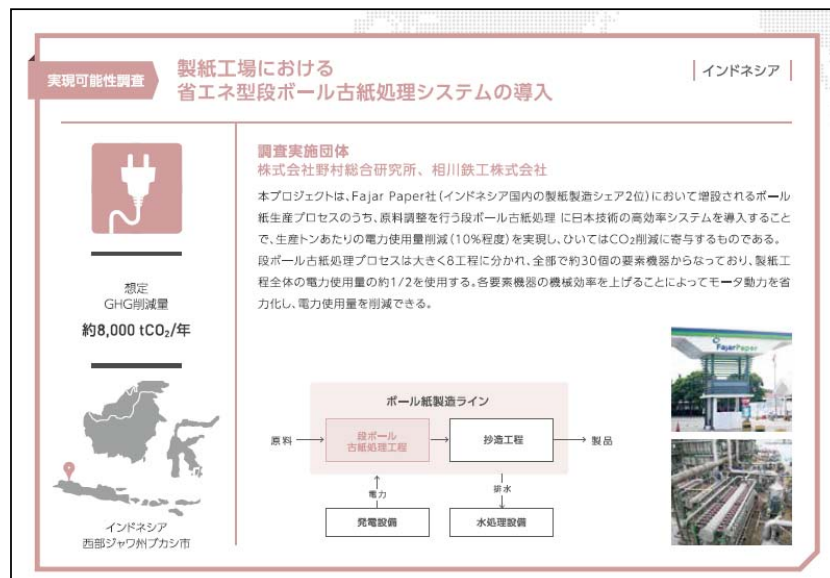 実現可能性調査
製紙工場における
省エネ型段ボール古紙処理システムの導入
インドネシア
想定
GHG削減量
約8,000 tCO₂/年
インドネシア
西部ジャワ州ブカシ市
調査実施団体
株式会社野村総合研究所、相川鉄工株式会社
本プロジェクトは、Fajar Paper社(インドネシア国内の製紙製造シェア2位)において増設されるボール
紙生産プロセスのうち、原料調整を行う段ボール古紙処理 に日本技術の高効率システムを導入すること
で、生産トンあたりの電力使用量削減(10%程度)を実現し、ひいてはCO₂削減に寄与するものである。
段ボール古紙処理プロセスは大きく8工程に分かれ、全部で約30個の要素機器からなっており、製紙工
程全体の電力使用量の約1/2を使用する。各要素機器の機械効率を上げることによってモータ動力を省
力化し、電力使用量を削減できる。
ボール紙製造ライン
原料
段ボール
古紙処理工程
抄造工程
製品
電力
排水
発電設備
水処理設備
FajarPaper